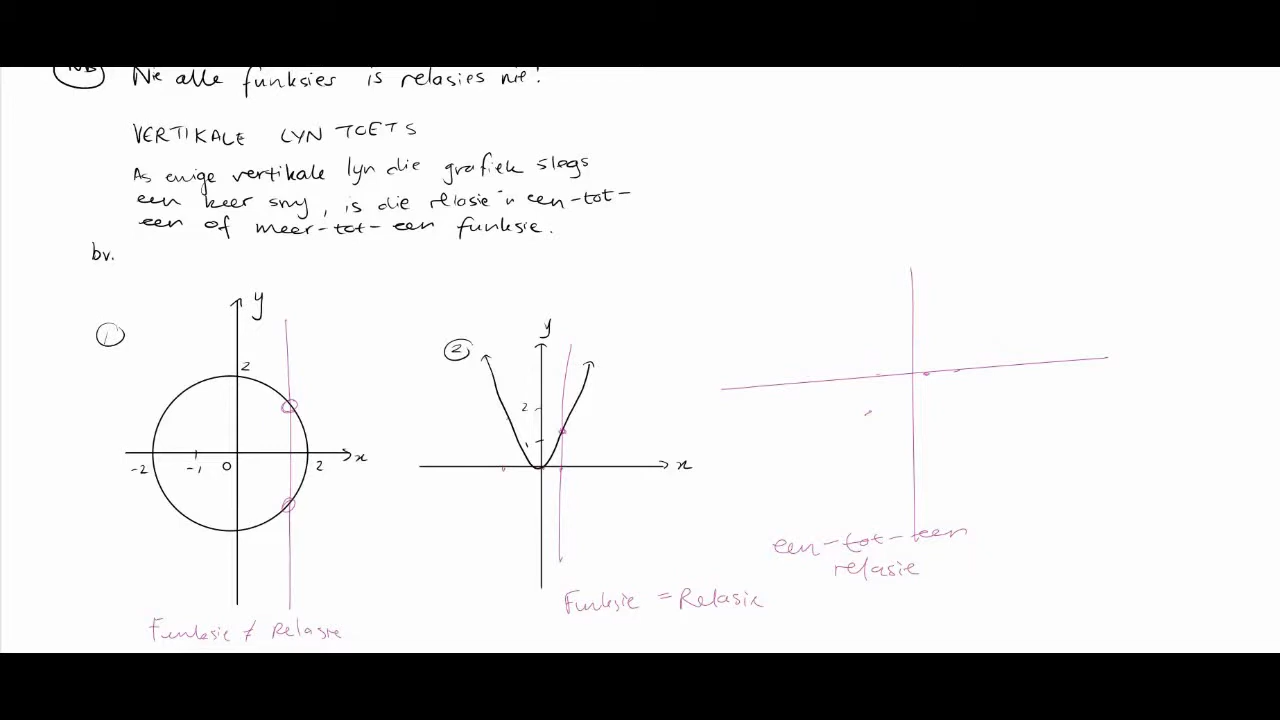 NB Nie alle funksies is relasies nie!
VERTIKALE LYN TOETS
As enige vertikale lyn die grafiek slegs
een keer sny, is die relasie 'n een-tot-
een of meer-tot-een funksie.
bv.
1
y
2
-2 -1 0 2 x
Funksie ≠ Relasie
2
y
2
1
x
Funksie = Relasie
een-tot-een
relasie